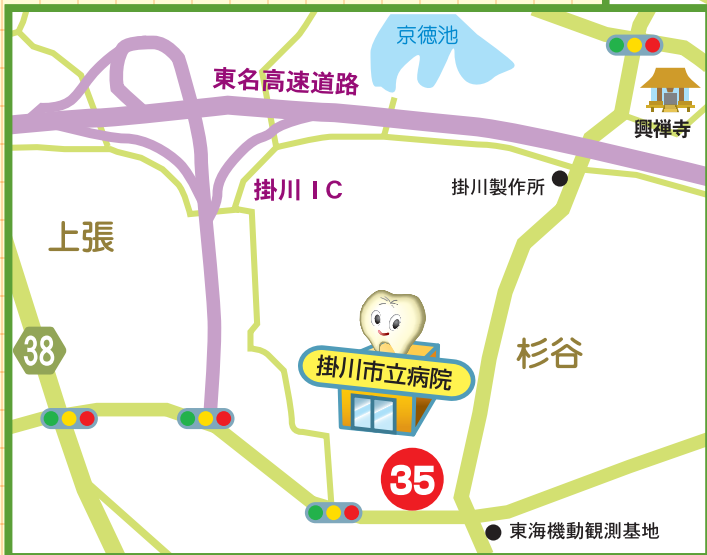 京徳池
東名高速道路
興禅寺
掛川製作所
掛川 IC
上張
38
杉谷
掛川市立病院
35
東海機動観測基地